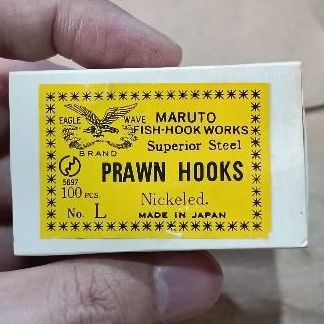 EAGLE WAVE
BRAND
MARUTO
FISH-HOOK WORKS
Superior Steel
PRAWN HOOKS
5697
100 PCS.
No. L
Nickeled.
MADE IN JAPAN